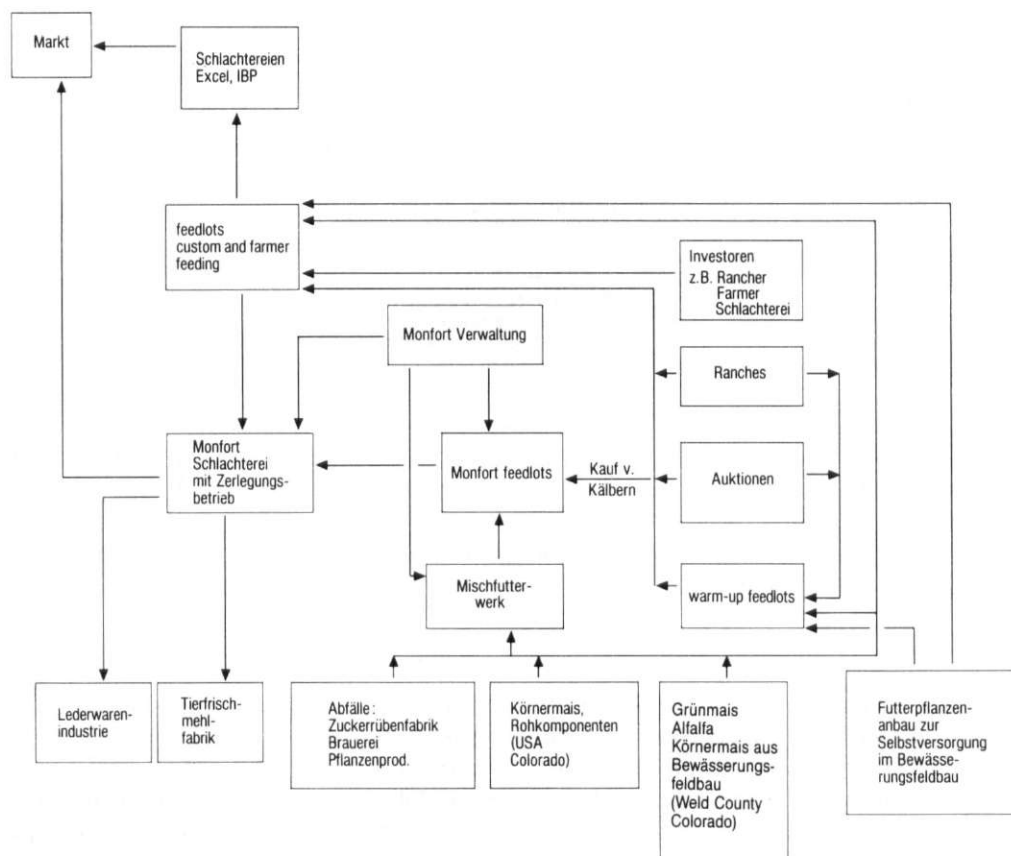 Markt
Schlachtereien
Excel, IBP
feedlots
custom and farmer
feeding
Investoren
z.B. Rancher
Farmer
Schlachterei
Monfort Verwaltung
Ranches
Monfort
Schlachterei
mit Zerlegungs-
betrieb
Monfort feedlots
Kauf v.
Kälbern
Auktionen
Mischfutter-
werk
warm-up feedlots
Lederwaren-
industrie
Tierfrisch-
mehl-
fabrik
Abfälle:
Zuckerrübenfabrik
Brauerei
Pflanzenprod.
Körnermais,
Rohkomponenten
(USA
Colorado)
Grünmais
Alfalfa
Körnermais aus
Bewässerungs-
feldbau
(Weld County
Colorado)
Futterpflanzen-
anbau zur
Selbstversorgung
im Bewässe-
rungsfeldbau